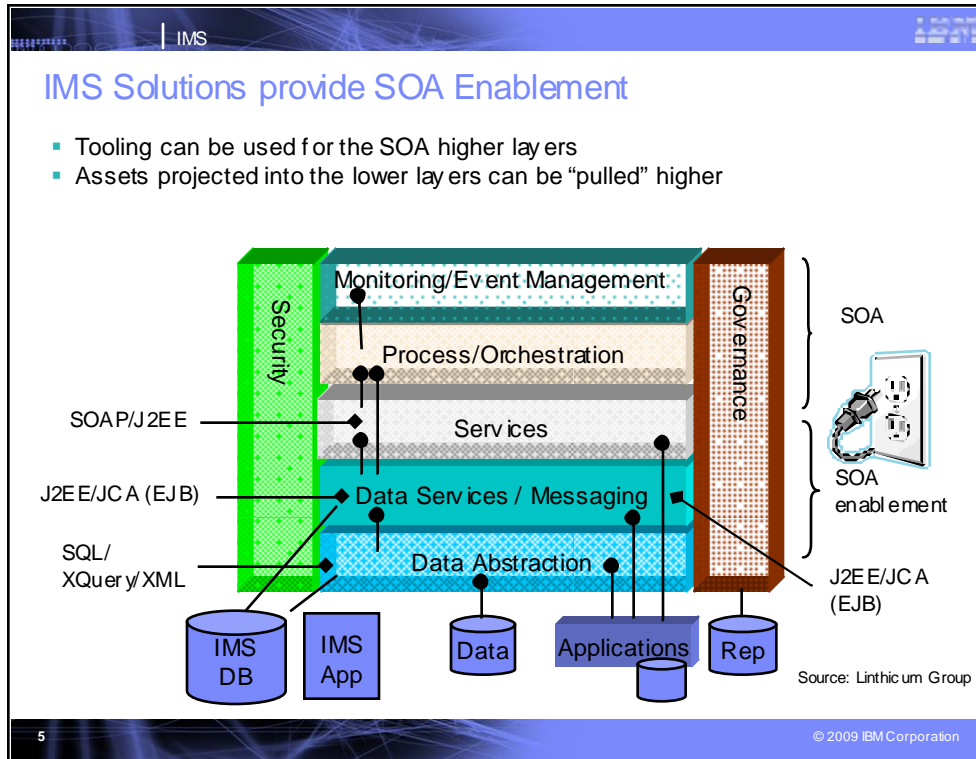 IMS
IBM
IMS Solutions provide SOA Enablement
Tooling can be used for the SOA higher layers
Assets projected into the lower layers can be “pulled” higher
Monitoring/Event Management
Security
Governance
SOA
Process/Orchestration
SOAP/J2EE
Services
J2EE/JCA (EJB)
Data Services / Messaging
SOA
enablement
SQL/
XQuery/XML
Data Abstraction
J2EE/JCA
(EJB)
IMS
DB
IMS
App
Data
Applications
Rep
Source: Linthicum Group
5
© 2009 IBM Corporation